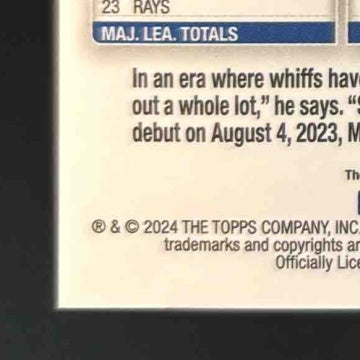 23 RAYS
MAJ. LEA. TOTALS
In an era where whiffs hav
out a whole lot," he says. "S
debut on August 4, 2023, M
Th
® & © 2024 THE TOPPS COMPANY, INC.
trademarks and copyrights ar
Officially Lic